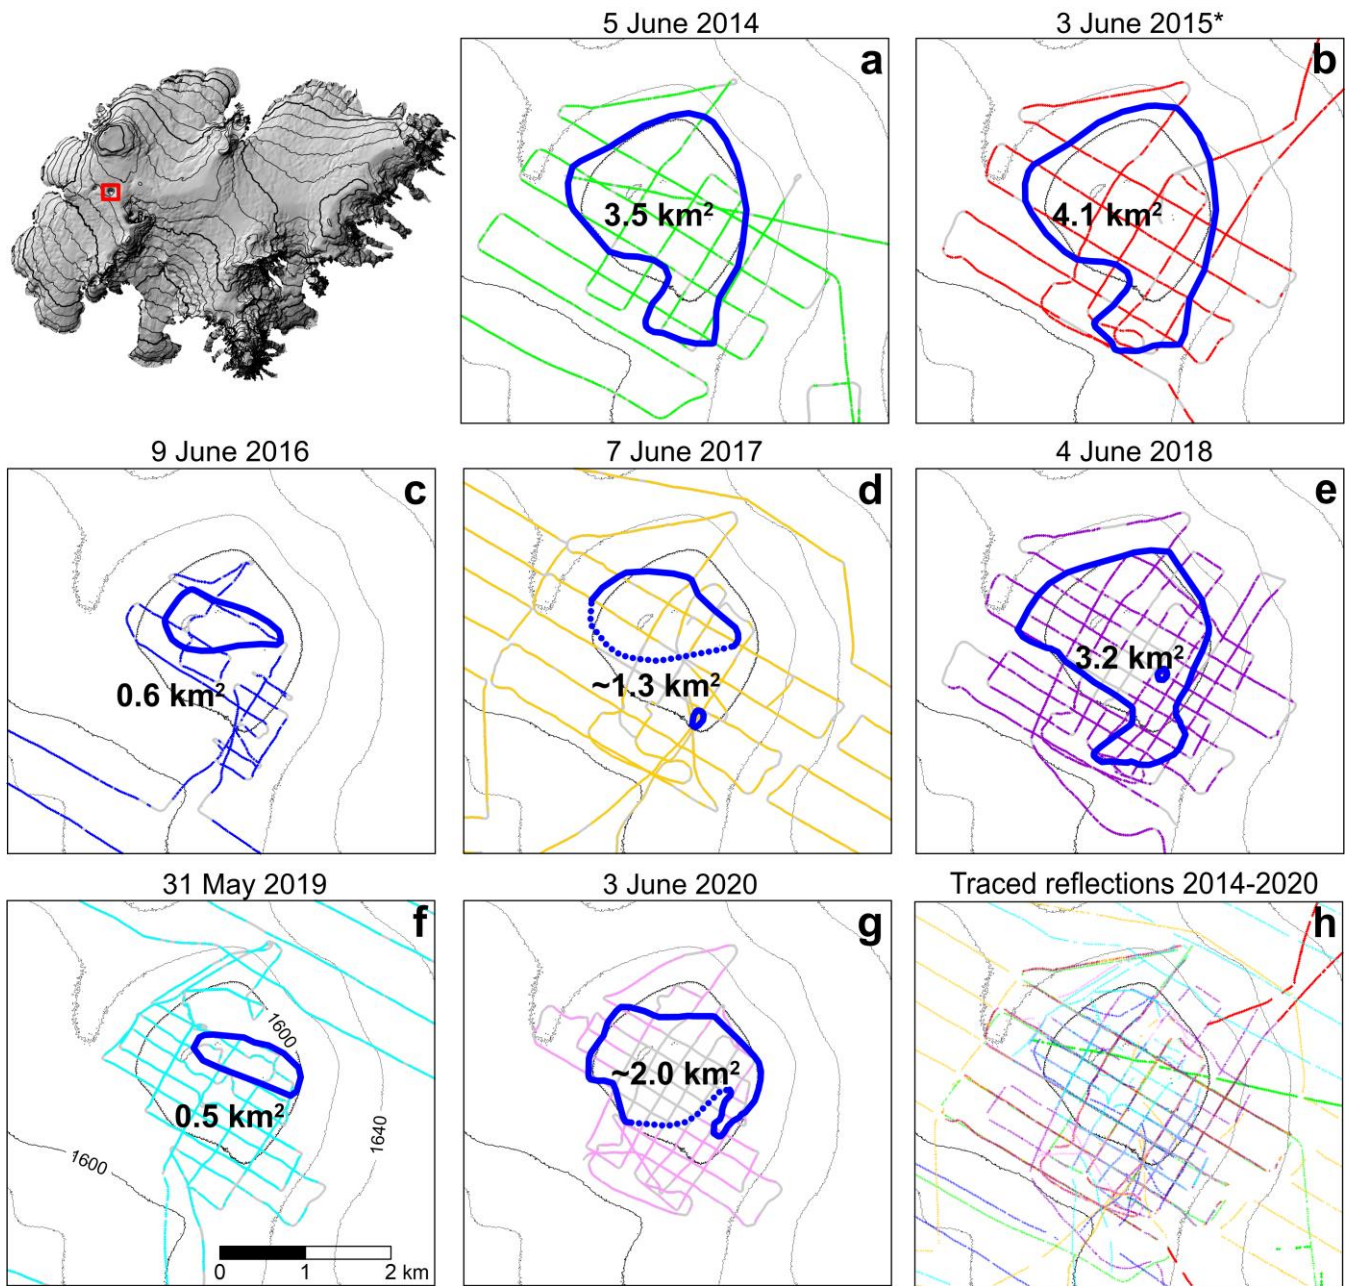 5 June 2014
3 June 2015*
a
b
3.5 km²
4.1 km²
9 June 2016
7 June 2017
4 June 2018
c
d
e
0.6 km²
~1.3 km²
3.2 km²
31 May 2019
3 June 2020
Traced reflections 2014-2020
f
g
h
1600
0.5 km²
1640
1600
~2.0 km²
0 1 2 km